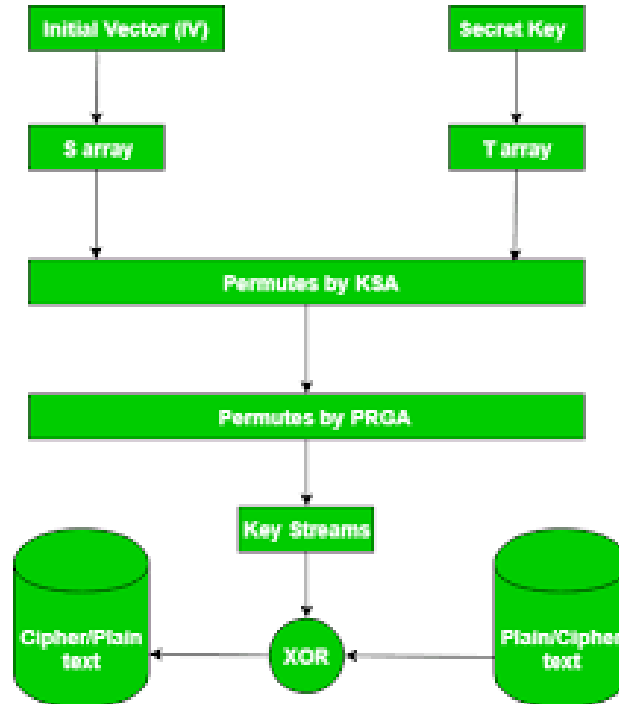 Initial Vector (IV)
Secret Key
S array
T array
Permutes by KSA
Permutes by PRGA
Key Streams
Cipher/Plain
text
XOR
Plain/Cipher
text